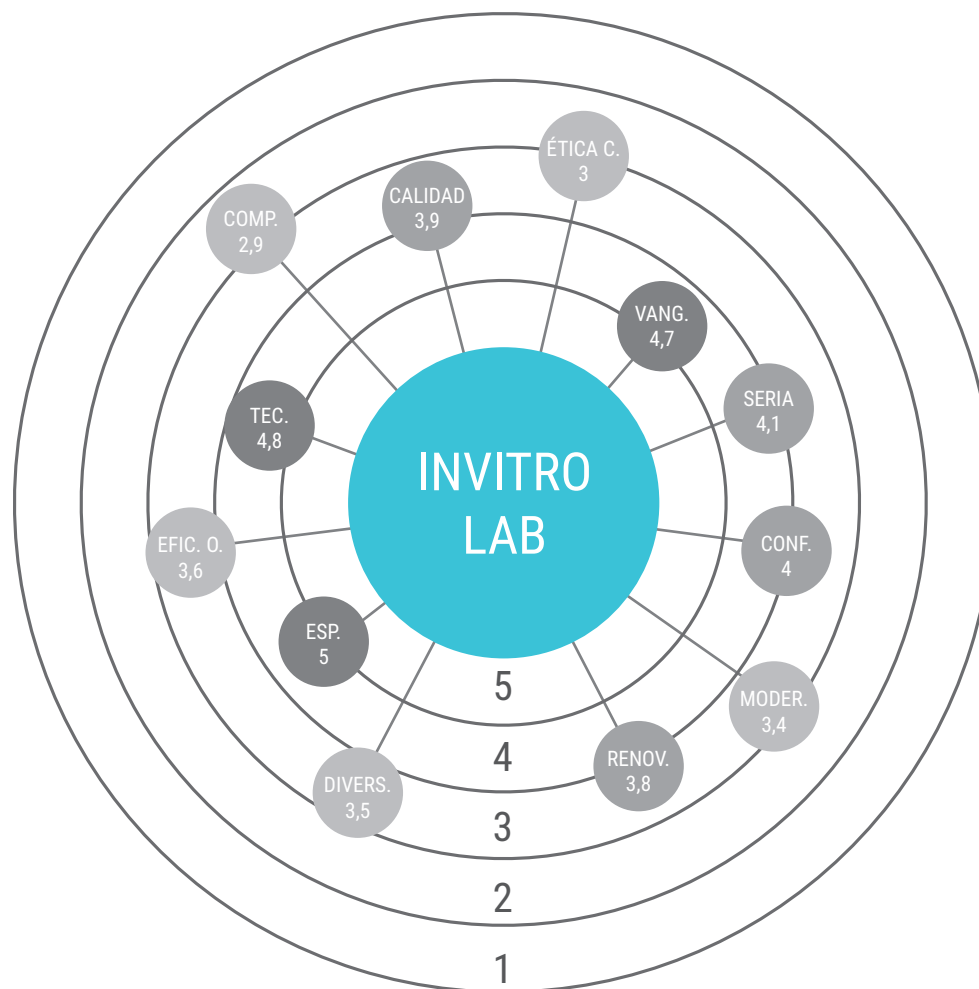 ÉTICA C.
3
CALIDAD
3,9
COMP.
2,9
VANG.
4,7
SERIA
4,1
TEC.
4,8
INVITRO
LAB
CONF.
4
EFIC. O.
3,6
ESP.
5
MODER.
3,4
RENOV.
3,8
DIVERS.
3,5
5
4
3
2
1